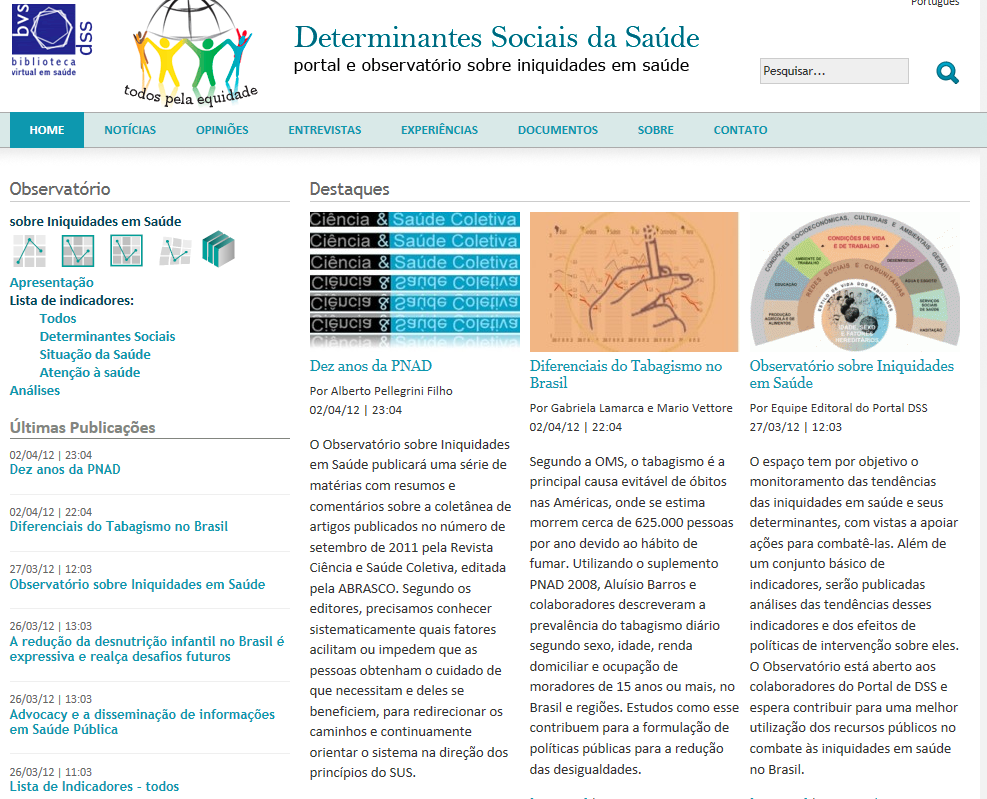 Português
bvs
dss
biblioteca
virtual em saúde
todos pela equidade
Determinantes Sociais da Saúde
portal e observatório sobre iniquidades em saúde
Pesquisar...
HOME NOTÍCIAS OPINIÕES ENTREVISTAS EXPERIÊNCIAS DOCUMENTOS SOBRE CONTATO
Observatório
sobre Iniquidades em Saúde
Apresentação
Lista de indicadores:
Todos
Determinantes Sociais
Situação da Saúde
Atenção à saúde
Análises
Últimas Publicações
02/04/12 | 23:04
Dez anos da PNAD
02/04/12 | 22:04
Diferenciais do Tabagismo no Brasil
27/03/12 | 12:03
Observatório sobre Iniquidades em Saúde
26/03/12 | 13:03
A redução da desnutrição infantil no Brasil é
expressiva e realça desafios futuros
26/03/12 | 13:03
Advocacy e a disseminação de informações
em Saúde Pública
26/03/12 | 11:03
Lista de Indicadores - todos
Destaques
Ciência & Saúde Coletiva
Ciência & Saúde Coletiva
Ciência & Saúde Coletiva
Ciência & Saúde Coletiva
Ciência & Saúde Coletiva
Ciência & Saúde Coletiva
Dez anos da PNAD
Por Alberto Pellegrini Filho
02/04/12 | 23:04
O Observatório sobre Iniquidades
em Saúde publicará uma série de
matérias com resumos e
comentários sobre a coletânea de
artigos publicados no número de
setembro de 2011 pela Revista
Ciência e Saúde Coletiva, editada
pela ABRASCO. Segundo os
editores, precisamos conhecer
sistematicamente quais fatores
acilitam ou impedem que as
pessoas obtenham o cuidado de
que necessitam e deles se
beneficiem, para redirecionar os
caminhos e continuamente
orientar o sistema na direção dos
princípios do SUS.
Diferenciais do Tabagismo no
Brasil
Por Gabriela Lamarca e Mario Vettore
02/04/12 | 22:04
Segundo a OMS, o tabagismo é a
principal causa evitável de óbitos
nas Américas, onde se estima
morrem cerca de 625.000 pessoas
por ano devido ao hábito de
fumar. Utilizando o suplemento
PNAD 2008, Aluísio Barros e
colaboradores descreveram a
prevalência do tabagismo diário
segundo sexo, idade, renda
domiciliar e ocupação de
moradores de 15 anos ou mais, no
Brasil e regiões. Estudos como esse
contribuem para a formulação de
políticas públicas para a redução
das desigualdades.
CONDIÇÕES SOCIOECONÔMICAS, CULTURAIS E AMBIENTAIS GERAIS
CONDIÇÕES DE VIDA
E DE TRABALHO
AMBIENTE DE
TRABALHO
DESEMPREGO
REDES SOCIAIS E COMUNITÁRIAS
EDUCAÇÃO
ÁGUA E ESGOTO
ESTILO DE VIDA DOS INDIVÍDUOS
SERVIÇOS
SOCIAIS DE
SAÚDE
PRODUÇÃO
AGRÍCOLA E DE
ALIMENTOS
HABITAÇÃO
IDADE, SEXO
E FATORES
HEREDITÁRIOS
Observatório sobre Iniquidades
em Saúde
Por Equipe Editoral do Portal DSS
27/03/12 | 12:03
O espaço tem por objetivo o
monitoramento das tendências
das iniquidades em saúde e seus
determinantes, com vistas a apoiar
ações para combatê-las. Além de
um conjunto básico de
indicadores, serão publicadas
análises das tendências desses
indicadores e dos efeitos de
políticas de intervenção sobre eles.
O Observatório está aberto aos
colaboradores do Portal de DSS e
espera contribuir para uma melhor
utilização dos recursos públicos no
combate às iniquidades em saúde
no Brasil.